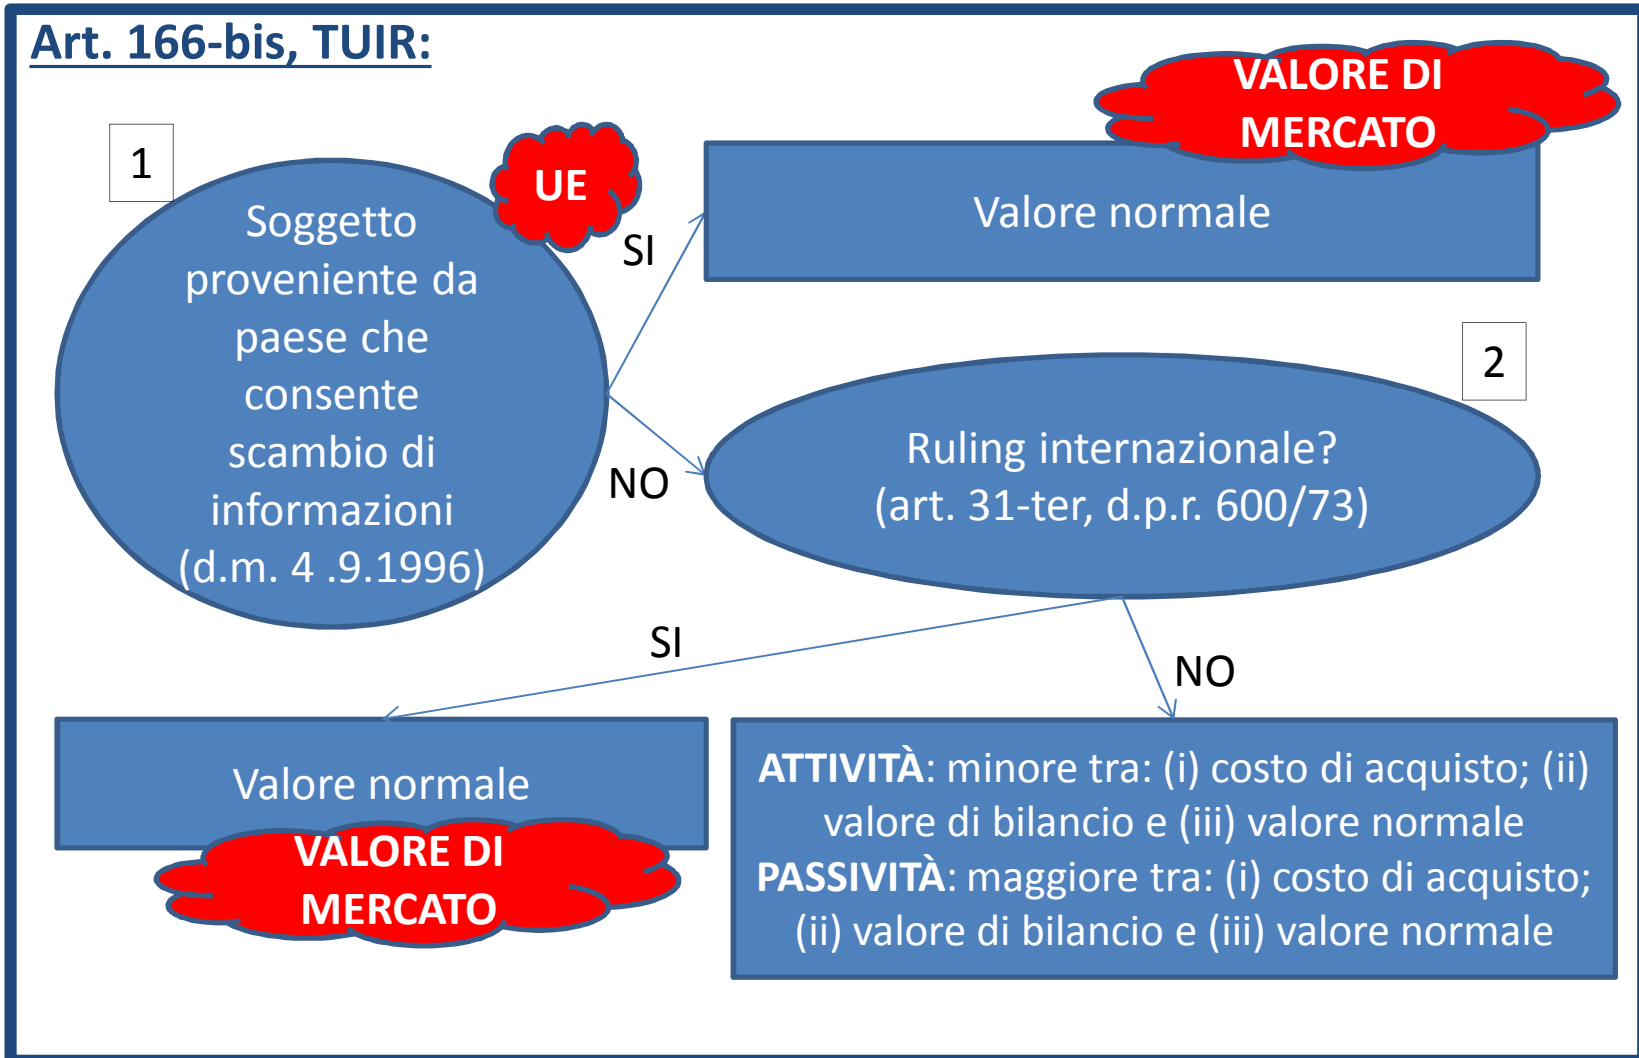 Art. 166-bis, TUIR:
VALORE DI
MERCATO
1
UE
Soggetto
proveniente da
paese che
consente
scambio di
informazioni
(d.m. 4 .9.1996)
SI
Valore normale
NO
2
Ruling internazionale?
(art. 31-ter, d.p.r. 600/73)
SI
NO
Valore normale
VALORE DI
MERCATO
ATTIVITÀ: minore tra: (i) costo di acquisto; (ii)
valore di bilancio e (iii) valore normale
PASSIVITÀ: maggiore tra: (i) costo di acquisto;
(ii) valore di bilancio e (iii) valore normale